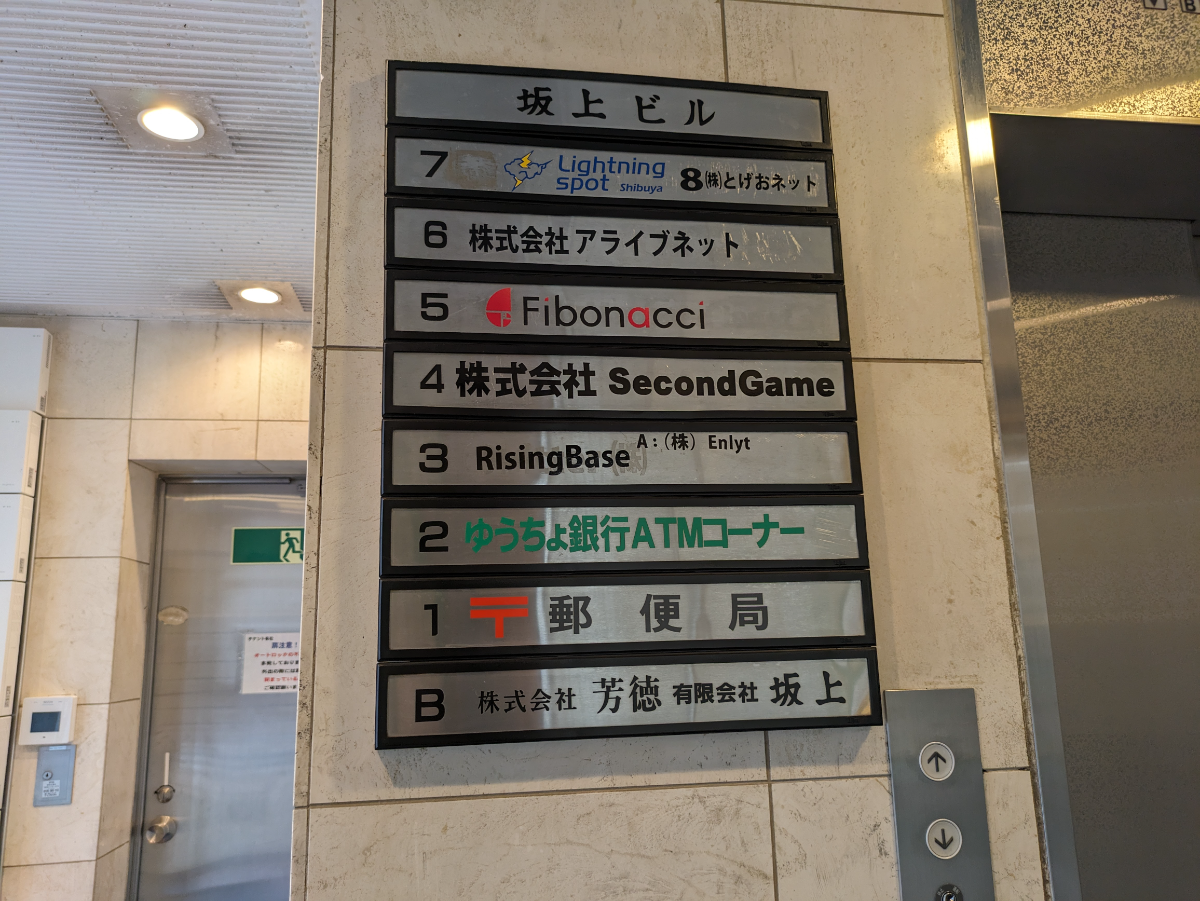 坂上ビル
7 Lightning spot Shibuya 8㈱とげおネット
6 株式会社アライブネット
5 Fibonacci
4 株式会社 SecondGame
3 RisingBase A:(株) Enlyt
2 ゆうちょ銀行ATMコーナー
1 〒郵便局
B 株式会社 芳徳 有限会社 坂上